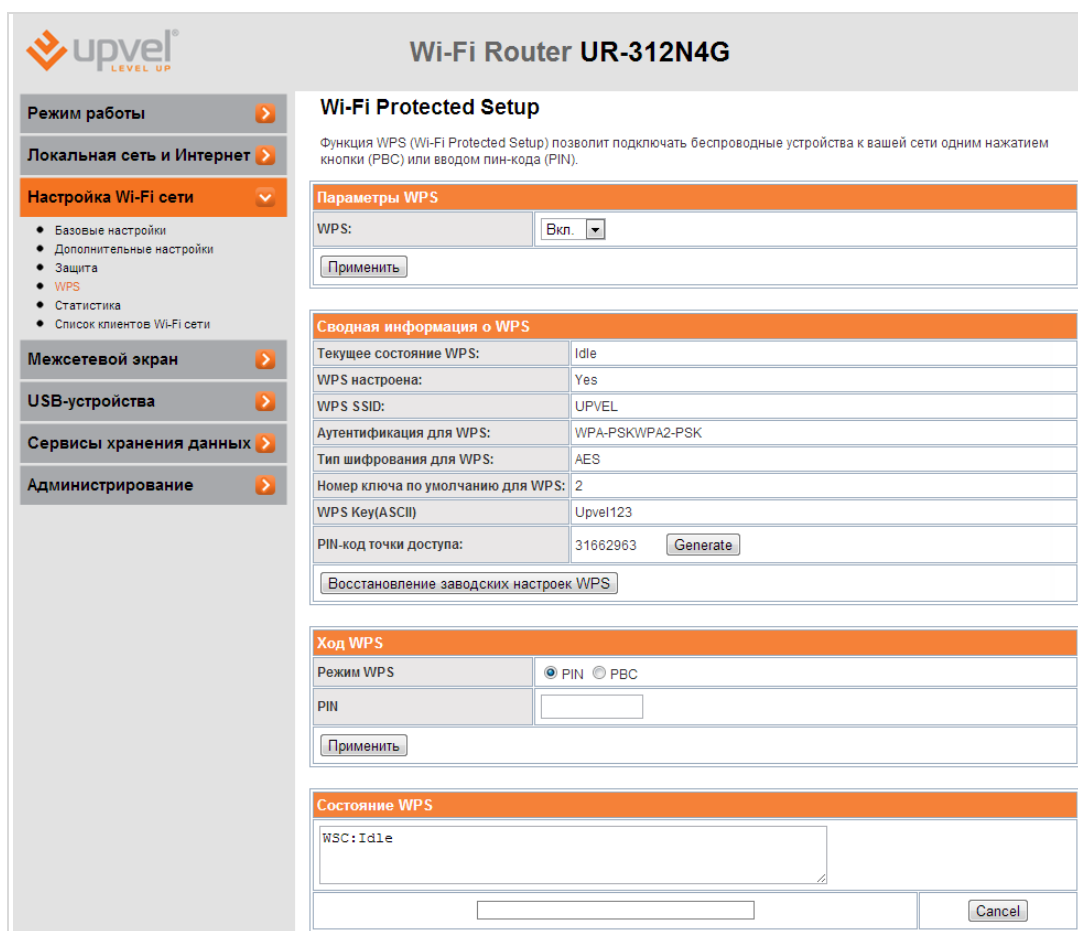 upvel®
LEVEL UP
Wi-Fi Router UR-312N4G
Режим работы
Локальная сеть и Интернет
Настройка Wi-Fi сети
Базовые настройки
Дополнительные настройки
Защита
WPS
Статистика
Список клиентов Wi-Fi сети
Межсетевой экран
USB-устройства
Сервисы хранения данных
Администрирование
Wi-Fi Protected Setup
Функция WPS (Wi-Fi Protected Setup) позволит подключать беспроводные устройства к вашей сети одним нажатием
кнопки (PBC) или вводом пин-кода (PIN).
Параметры WPS
WPS: Вкл.
Применить
Сводная информация о WPS
Текущее состояние WPS: Idle
WPS настроена: Yes
WPS SSID: UPVEL
Аутентификация для WPS: WPA-PSKWPA2-PSK
Тип шифрования для WPS: AES
Номер ключа по умолчанию для WPS: 2
WPS Key(ASCII) Upvel123
PIN-код точки доступа: 31662963 Generate
Восстановление заводских настроек WPS
Ход WPS
Режим WPS PIN PBC
PIN
Применить
Состояние WPS
WSC:Idle
Cancel